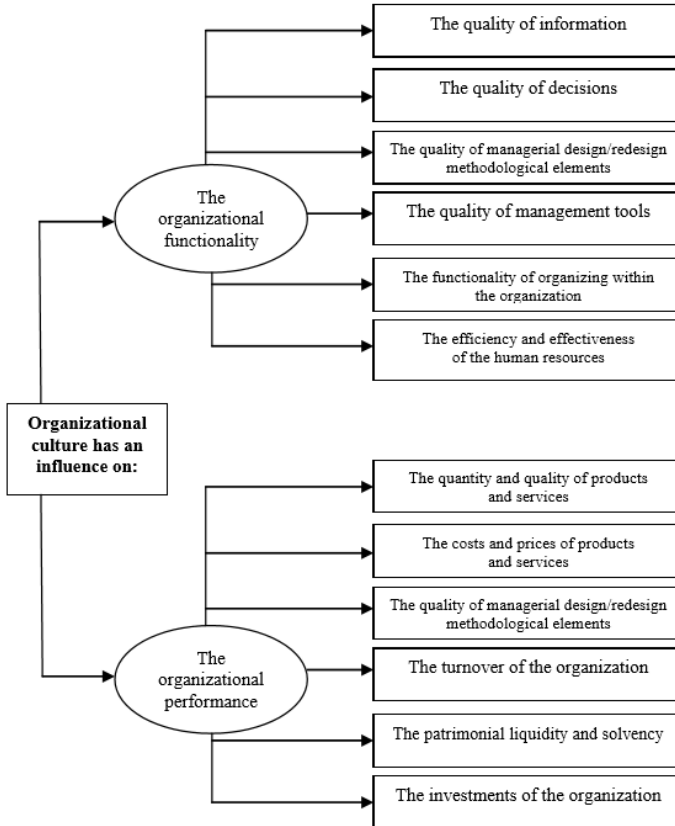 The quality of information
The quality of decisions
The quality of managerial design/redesign
methodological elements
The
organizational
functionality
The quality of management tools
The functionality of organizing within
the organization
The efficiency and effectiveness
of the human resources
Organizational
culture has an
influence on:
The quantity and quality of products
and services
The costs and prices of products
and services
The quality of managerial design/redesign
methodological elements
The
organizational
performance
The turnover of the organization
The patrimonial liquidity and solvency
The investments of the organization